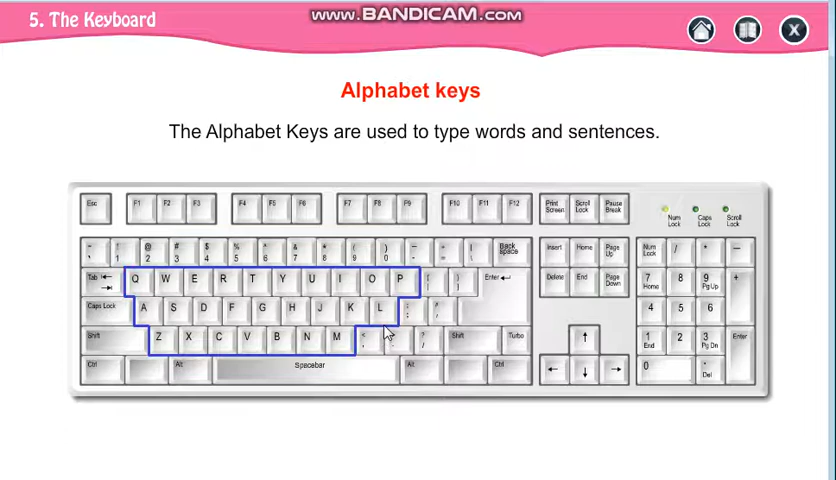 5. The Keyboard
www.BANDICAM.com
X
Alphabet keys
The Alphabet Keys are used to type words and sentences.
Esc F1 F2 F3 F4 F5 F6 F7 F8 F9 F10 F11 F12 Print Screen Scroll Lock Pause Break
Num Lock Caps Lock Scroll Lock
~ ` ! 1 @ 2 # 3 $ 4 % 5 6 & 7 * 8 ( 9 ) 0 Back space Insert Home Page Up Num Lock / * -
Tab Q W E R T Y U I O P Enter Delete End Page Down 7 Home 8 9 Pg Up +
Caps Lock A S D F G H J K L 4 5 6
Shift Z X C V B N M Shift Turbo 1 End 2 3 Pg Dn Enter
Ctrl Alt Spacebar Alt Ctrl 0 Del